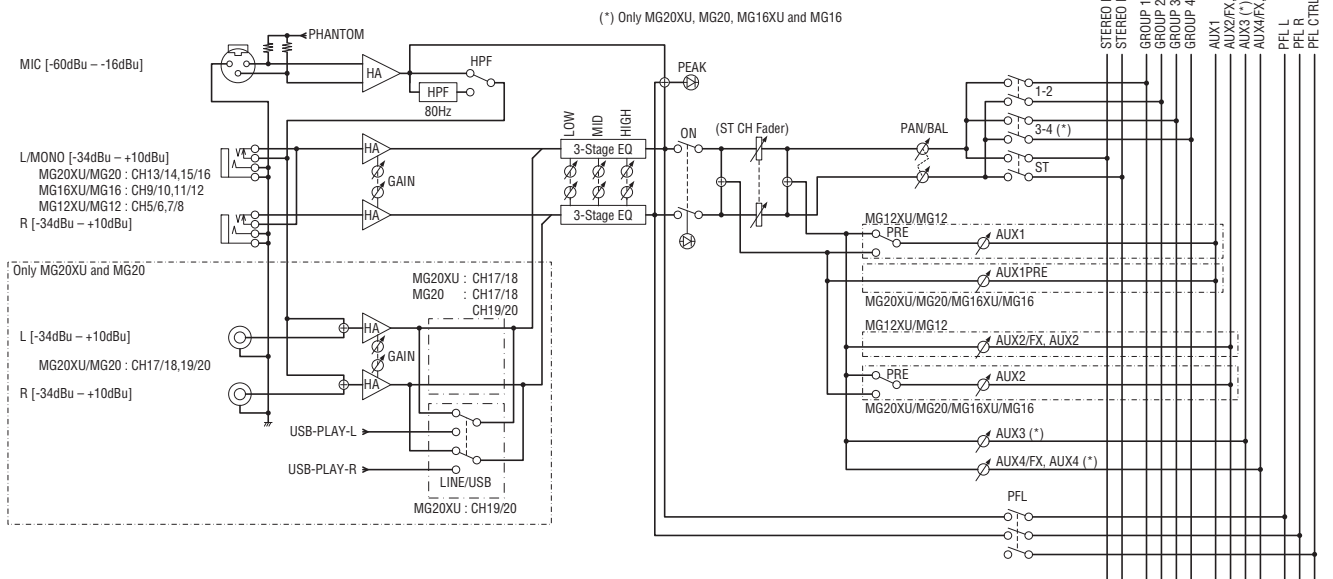 (*) Only MG20XU, MG20, MG16XU and MG16
PHANTOM
MIC [-60dBu – -16dBu]
HA
HPF
HPF
80Hz
PEAK
L/MONO [-34dBu – +10dBu]
MG20XU/MG20 : CH13/14,15/16
MG16XU/MG16 : CH9/10,11/12
MG12XU/MG12 : CH5/6,7/8
R [-34dBu – +10dBu]
HA
GAIN
HA
LOW
MID
HIGH
3-Stage EQ
3-Stage EQ
ON
(ST CH Fader)
PAN/BAL
1-2
3-4 (*)
ST
STEREO
STEREO
GROUP 1
GROUP 2
GROUP 3
GROUP 4
AUX1
AUX2/FX,
AUX3 (*)
AUX4/FX,
PFL L
PFL R
PFL CTRL
MG12XU/MG12
PRE
AUX1
AUX1PRE
MG20XU/MG20/MG16XU/MG16
MG12XU/MG12
AUX2/FX, AUX2
PRE
AUX2
MG20XU/MG20/MG16XU/MG16
AUX3 (*)
AUX4/FX, AUX4 (*)
PFL
Only MG20XU and MG20
MG20XU : CH17/18
MG20 : CH17/18
CH19/20
L [-34dBu – +10dBu]
MG20XU/MG20 : CH17/18,19/20
R [-34dBu – +10dBu]
HA
GAIN
HA
USB-PLAY-L
USB-PLAY-R
LINE/USB
MG20XU : CH19/20